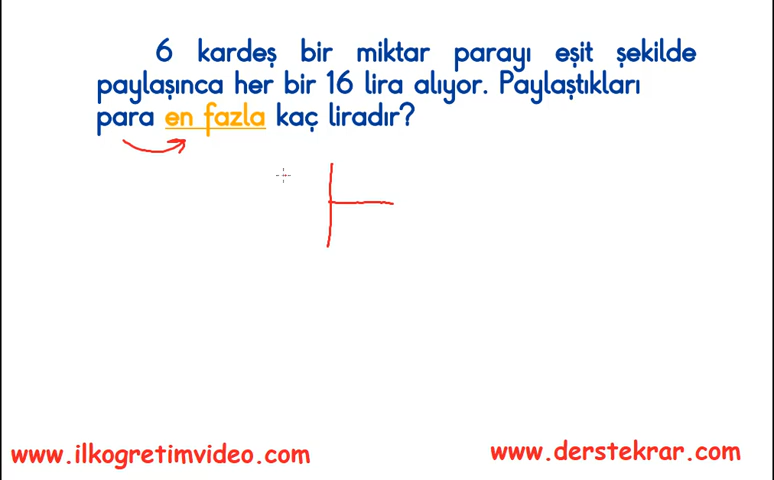 6 kardeş bir miktar parayı eşit şekilde
paylaşınca her bir 16 lira alıyor. Paylaştıkları
para en fazla kaç liradır?
www.ilkogretimvideo.com
www.derstekrar.com